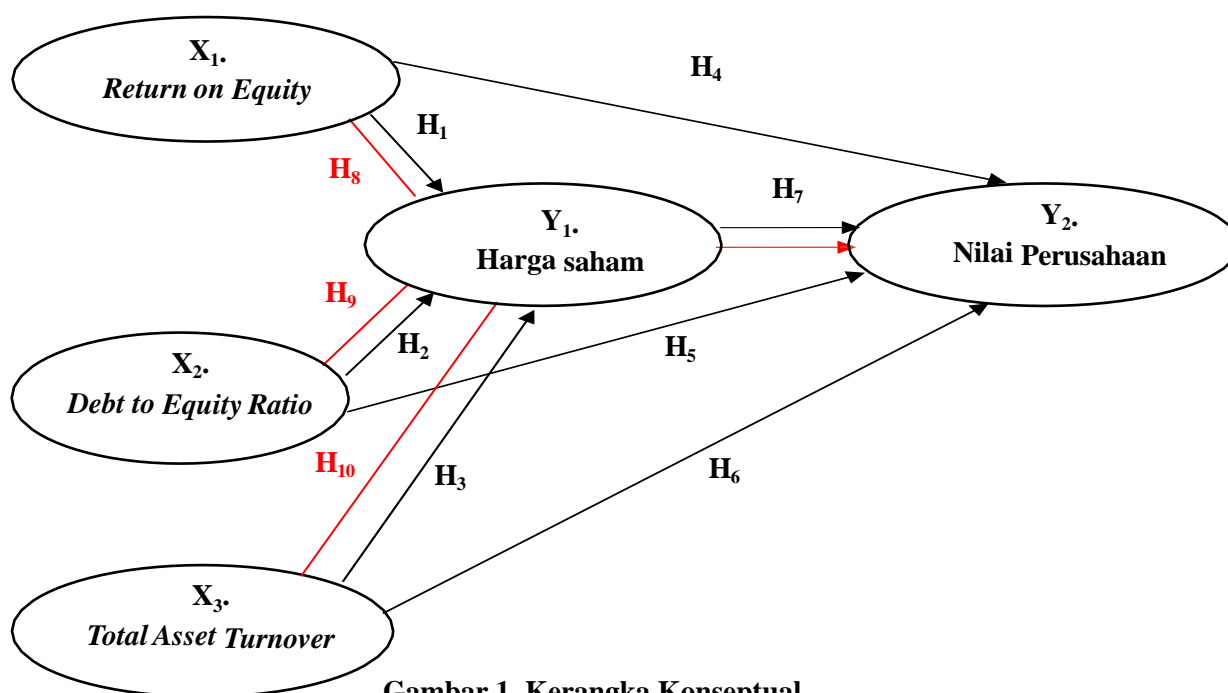 X₁.
Return on Equity
H₄
H₁
H₈
H₇
Y₁.
Harga saham
Y₂.
Nilai Perusahaan
H₉
H₂
H₅
X₂.
Debt to Equity Ratio
H₁₀
H₃
H₆
X₃.
Total Asset Turnover
Gambar 1. Kerangka Konseptual